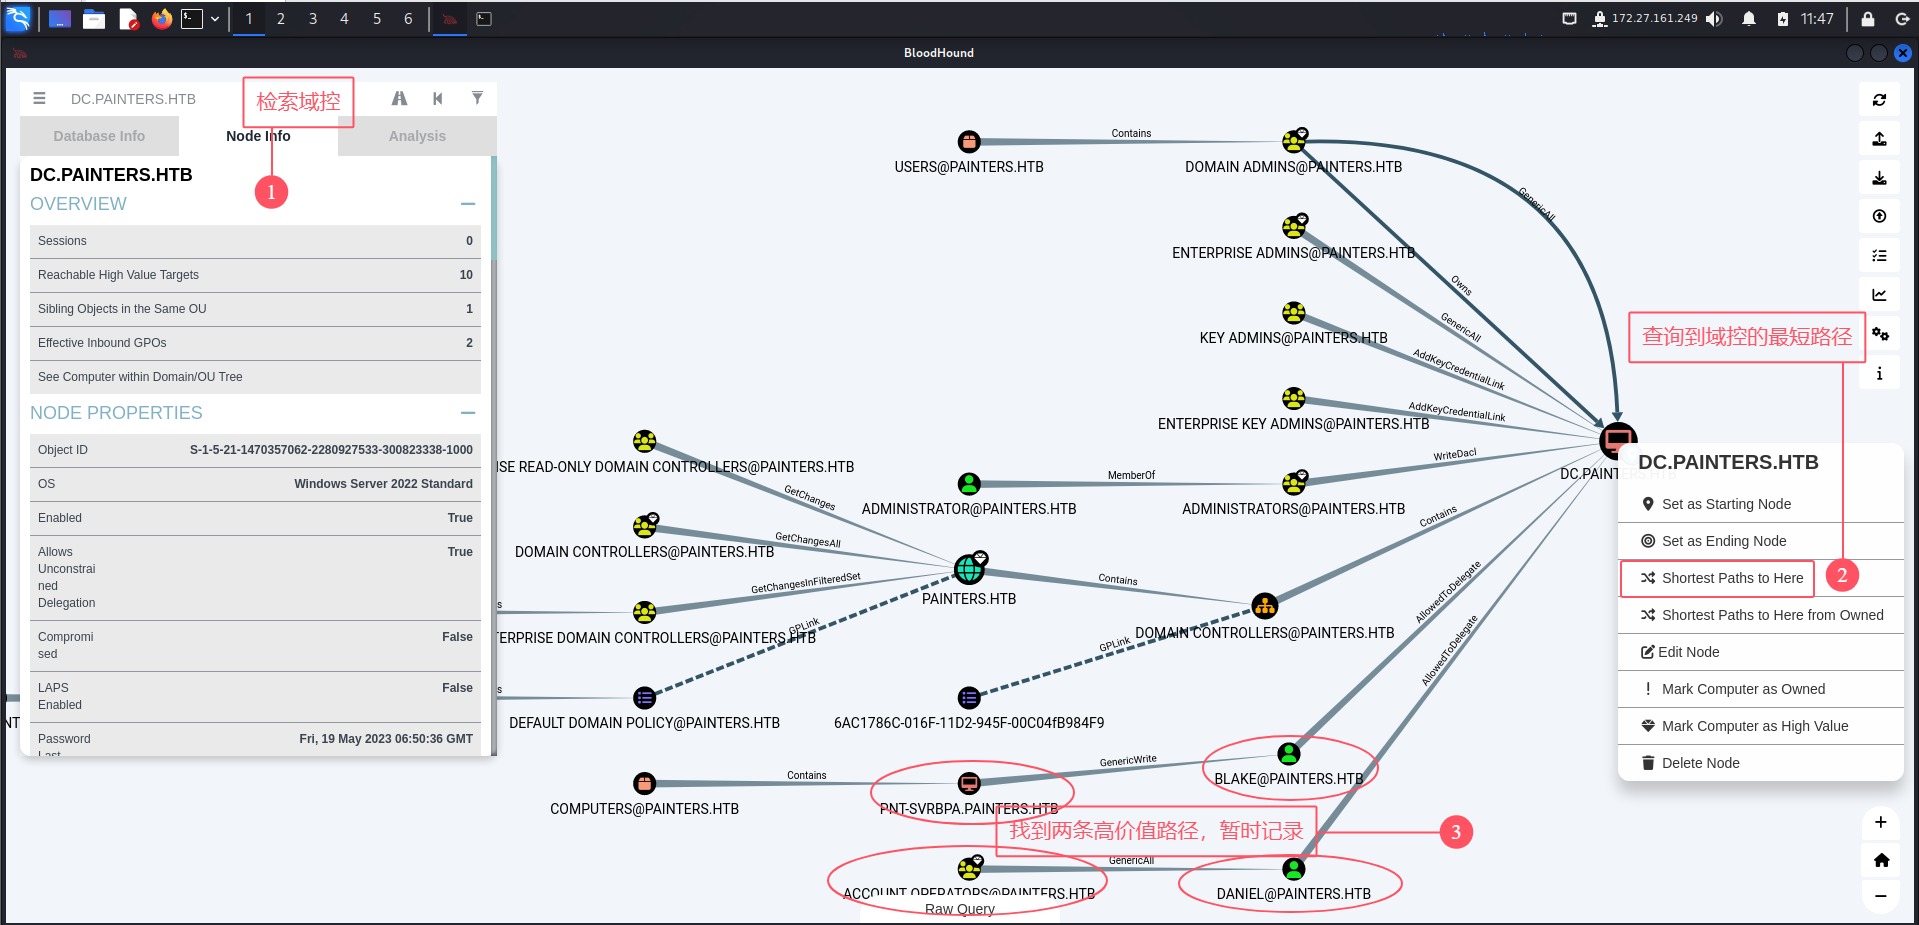 1 2 3 4 5 6
172.27.161.249
11:47
BloodHound
DC.PAINTERS.HTB
检索域控
Database Info
Node Info
Analysis
1
DC.PAINTERS.HTB
OVERVIEW
Sessions 0
Reachable High Value Targets 10
Sibling Objects in the Same OU 1
Effective Inbound GPOs 2
See Computer within Domain/OU Tree
NODE PROPERTIES
Object ID S-1-5-21-1470357062-2280927533-300823338-1000
OS Windows Server 2022 Standard
Enabled True
Allows True
Unconstrai
ned
Delegation
Compromi False
sed
LAPS False
Enabled
Password Fri, 19 May 2023 06:50:36 GMT
Last
Contains
USERS@PAINTERS.HTB
DOMAIN ADMINS@PAINTERS.HTB
GenericAll
Owns
ENTERPRISE ADMINS@PAINTERS.HTB
GenericAll
KEY ADMINS@PAINTERS.HTB
AddKeyCredentialLink
ENTERPRISE KEY ADMINS@PAINTERS.HTB
AddKeyCredentialLink
ISE READ-ONLY DOMAIN CONTROLLERS@PAINTERS.HTB
GetChanges
MemberOf
WriteDacl
ADMINISTRATOR@PAINTERS.HTB
ADMINISTRATORS@PAINTERS.HTB
DOMAIN CONTROLLERS@PAINTERS.HTB
GetChangesAll
Contains
GetChangesInFilteredSet
Contains
PAINTERS.HTB
s
TERPRISE DOMAIN CONTROLLERS@PAINTERS.HTB
GPLink
DOMAIN CONTROLLERS@PAINTERS.HTB
GPLink
AllowedToDelegate
AllowedToDelegate
s
NT
DEFAULT DOMAIN POLICY@PAINTERS.HTB
6AC1786C-016F-11D2-945F-00C04fB984F9
Contains
GenericWrite
BLAKE@PAINTERS.HTB
COMPUTERS@PAINTERS.HTB
PNT-SVRBPA.PAINTERS.HTB
找到两条高价值路径，暂时记录
3
GenericAll
ACCOUNT OPERATORS@PAINTERS.HTB
DANIEL@PAINTERS.HTB
Raw Query
查询到域控的最短路径
DC.PAINTERS
DC.PAINTERS.HTB
Set as Starting Node
Set as Ending Node
Shortest Paths to Here
2
Shortest Paths to Here from Owned
Edit Node
Mark Computer as Owned
Mark Computer as High Value
Delete Node